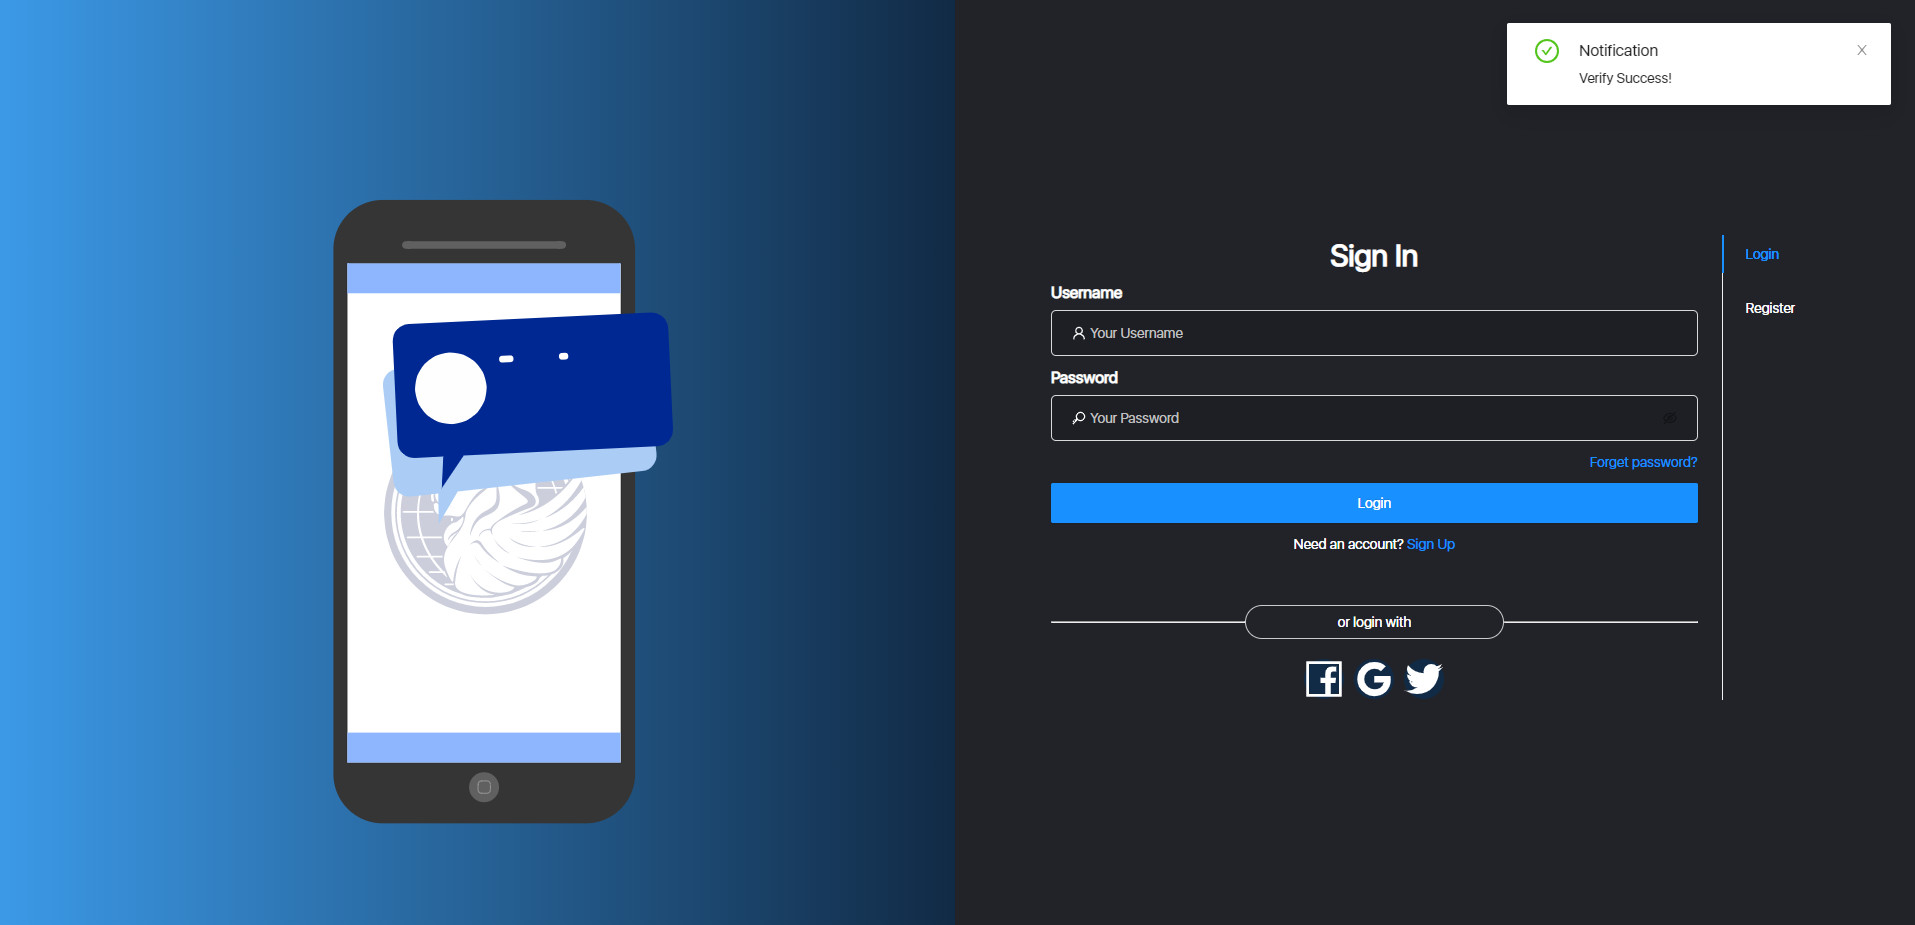 Notification
X
Verify Success!
Sign In
Username
Your Username
Password
Your Password
Forget password?
Login
Need an account? Sign Up
or login with
Login
Register